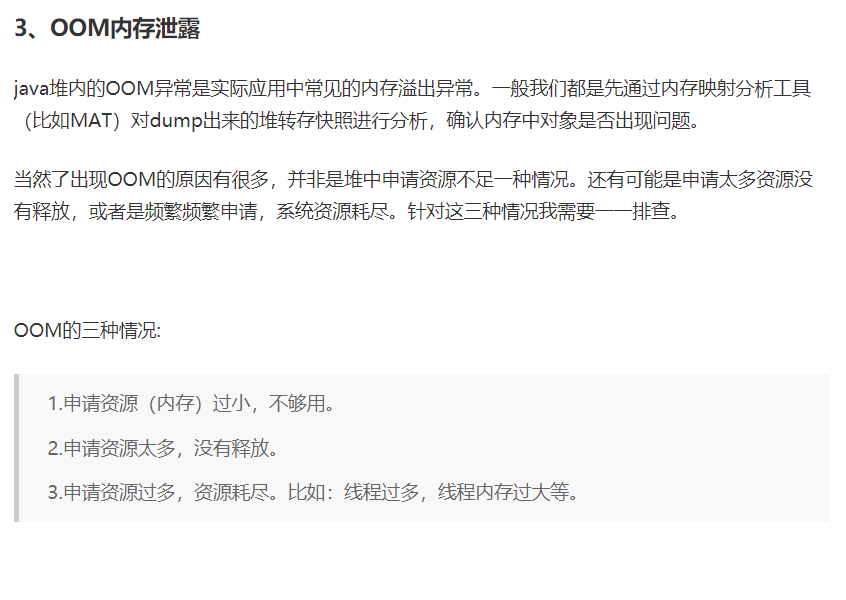 3、OOM内存泄露
java堆内的OOM异常是实际应用中常见的内存溢出异常。一般我们都是先通过内存映射分析工具
（比如MAT）对dump出来的堆转存快照进行分析，确认内存中对象是否出现问题。
当然了出现OOM的原因有很多，并非是堆中申请资源不足一种情况。还有可能是申请太多资源没
有释放，或者是频繁频繁申请，系统资源耗尽。针对这三种情况我需要一一排查。
OOM的三种情况:
1.申请资源（内存）过小，不够用。
2.申请资源太多，没有释放。
3.申请资源过多，资源耗尽。比如：线程过多，线程内存过大等。